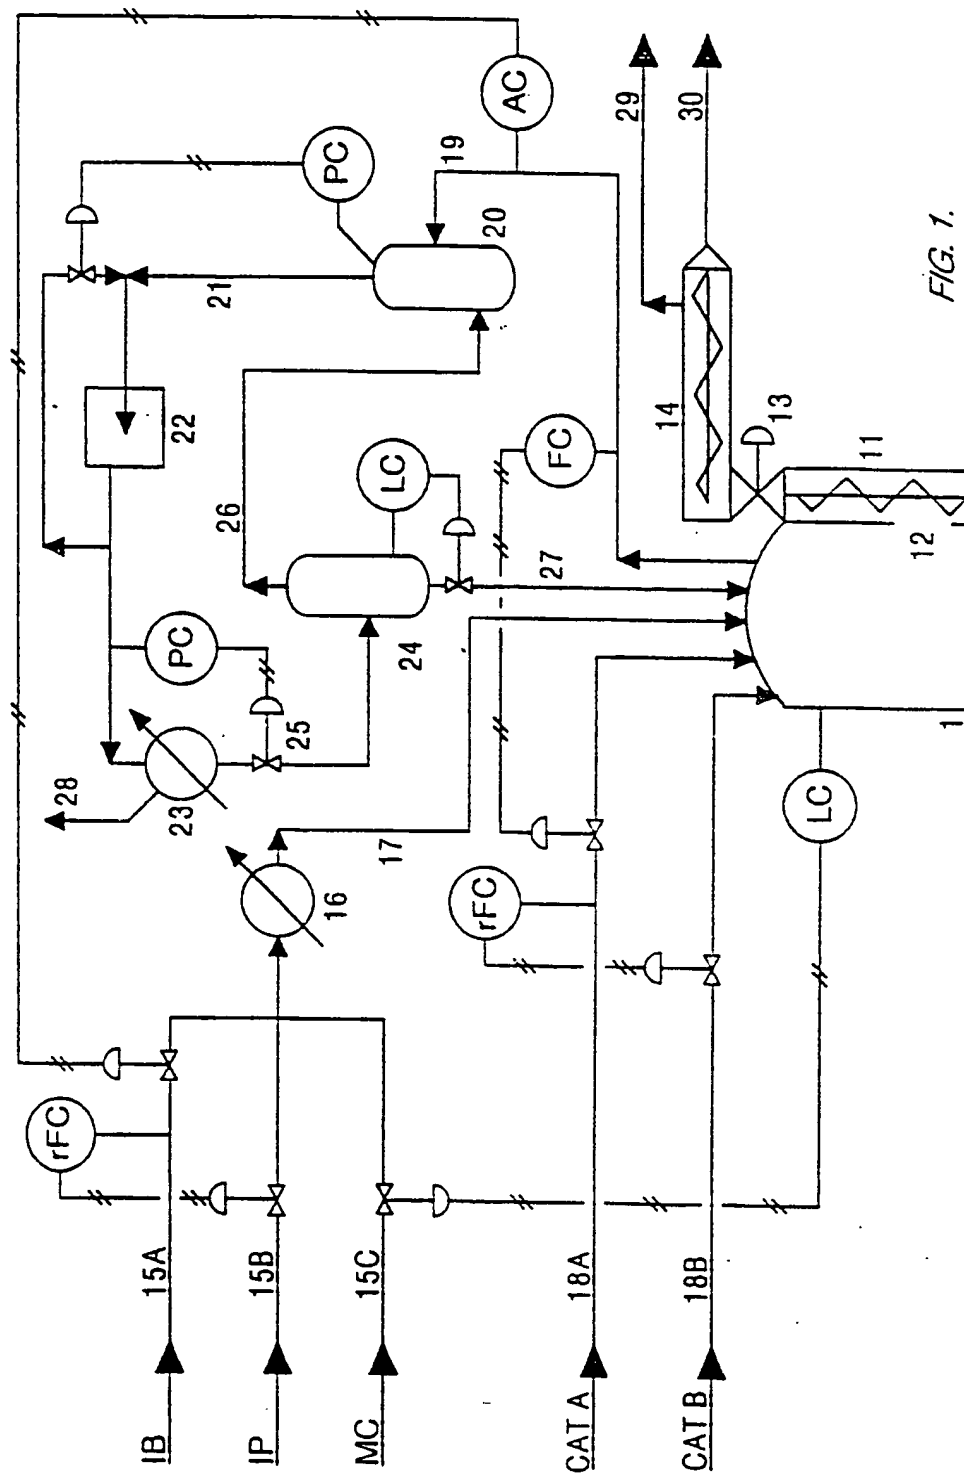 rFC
28
IB 15A
23
PC
22
21
26
IP 15B
25
16
PC
MC 15C
17
LC
24
19
rFC
20
AC
27
FC
CAT A 18A
29
14
CAT B 18B
30
13
LC
11
12
1
FIG. 1.